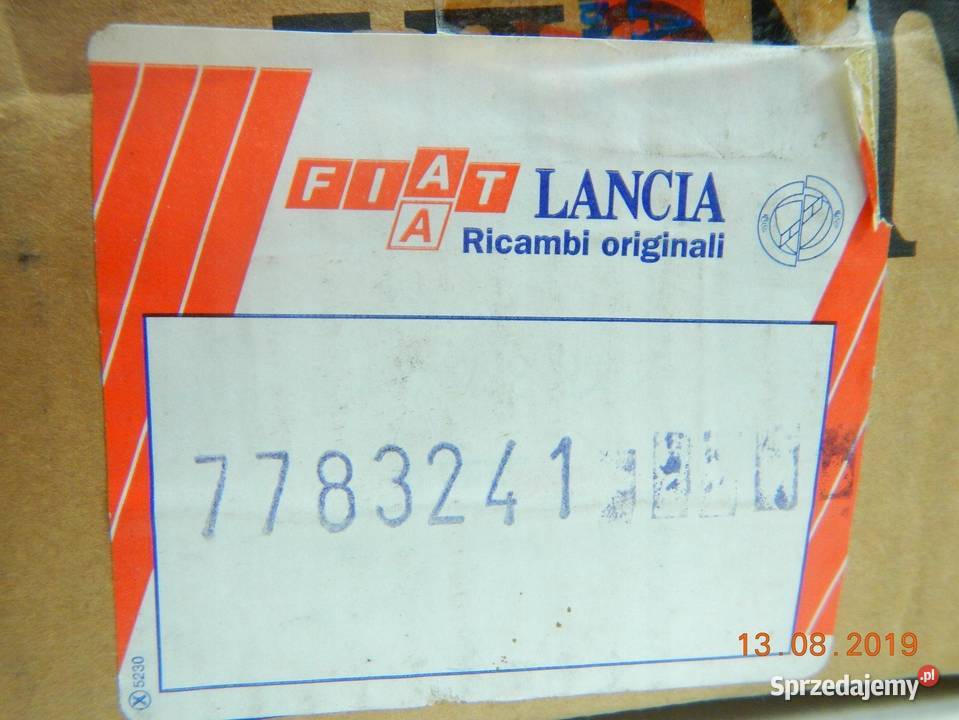 FIAT LANCIA
A
Ricambi originali
7783241
X 5230
13.08.2019
Sprzedajemy.pl